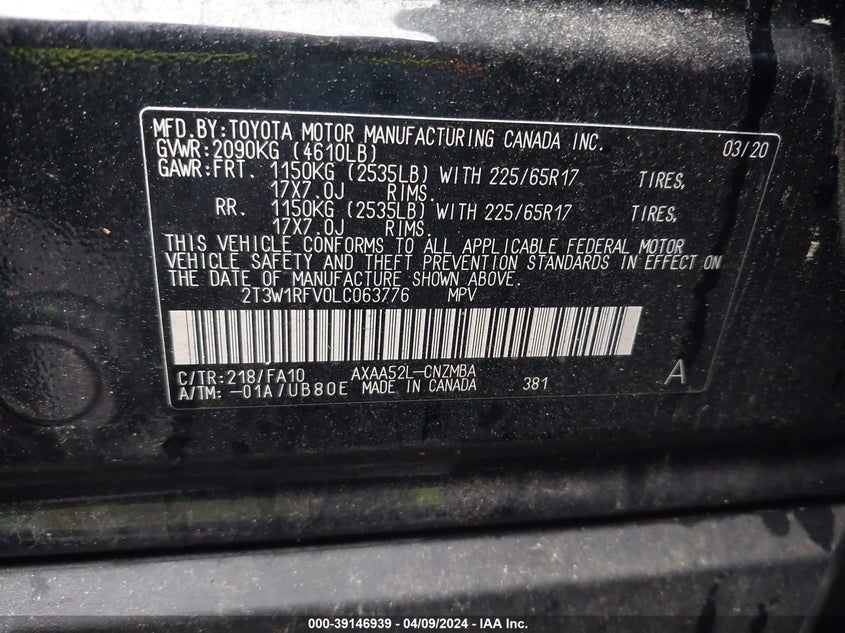 MFD.BY:TOYOTA MOTOR MANUFACTURING CANADA INC. 03/20
GVWR:2090KG (4610LB)
GAWR:FRT. 1150KG (2535LB) WITH 225/65R17 TIRES,
17X7.0J RIMS.
RR. 1150KG (2535LB) WITH 225/65R17 TIRES,
17X7.0J RIMS.
THIS VEHICLE CONFORMS TO ALL APPLICABLE FEDERAL MOTOR
VEHICLE SAFETY AND THEFT PREVENTION STANDARDS IN EFFECT ON
THE DATE OF MANUFACTURE SHOWN ABOVE.
2T3W1RFV0LC063776 MPV
C/TR:218/FA10 AXAA52L-CNZMBA
A/TM: -01A/UB80E MADE IN CANADA 381 A
000-39146939 - 04/09/2024 - IAA Inc.